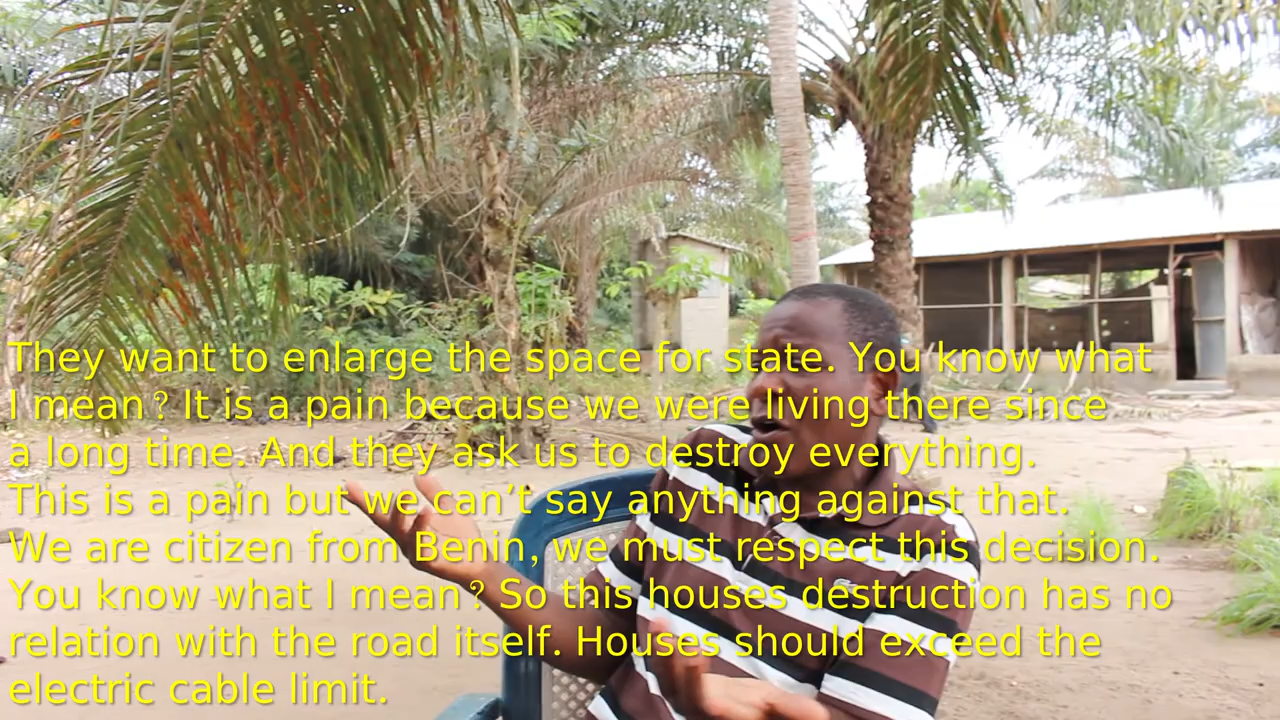 They want to enlarge the space for state. You know what
I mean? It is a pain because we were living there since
a long time. And they ask us to destroy everything.
This is a pain but we can't say anything against that.
We are citizen from Benin, we must respect this decision.
You know what I mean? So this houses destruction has no
relation with the road itself. Houses should exceed the
electric cable limit.